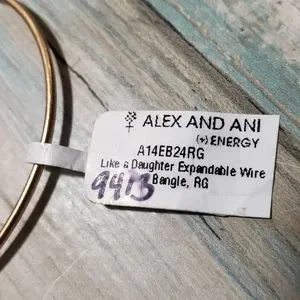 ALEX AND ANI
(+) ENERGY
A14EB24RG
Like a Daughter Expandable Wire
Bangle, RG
9413